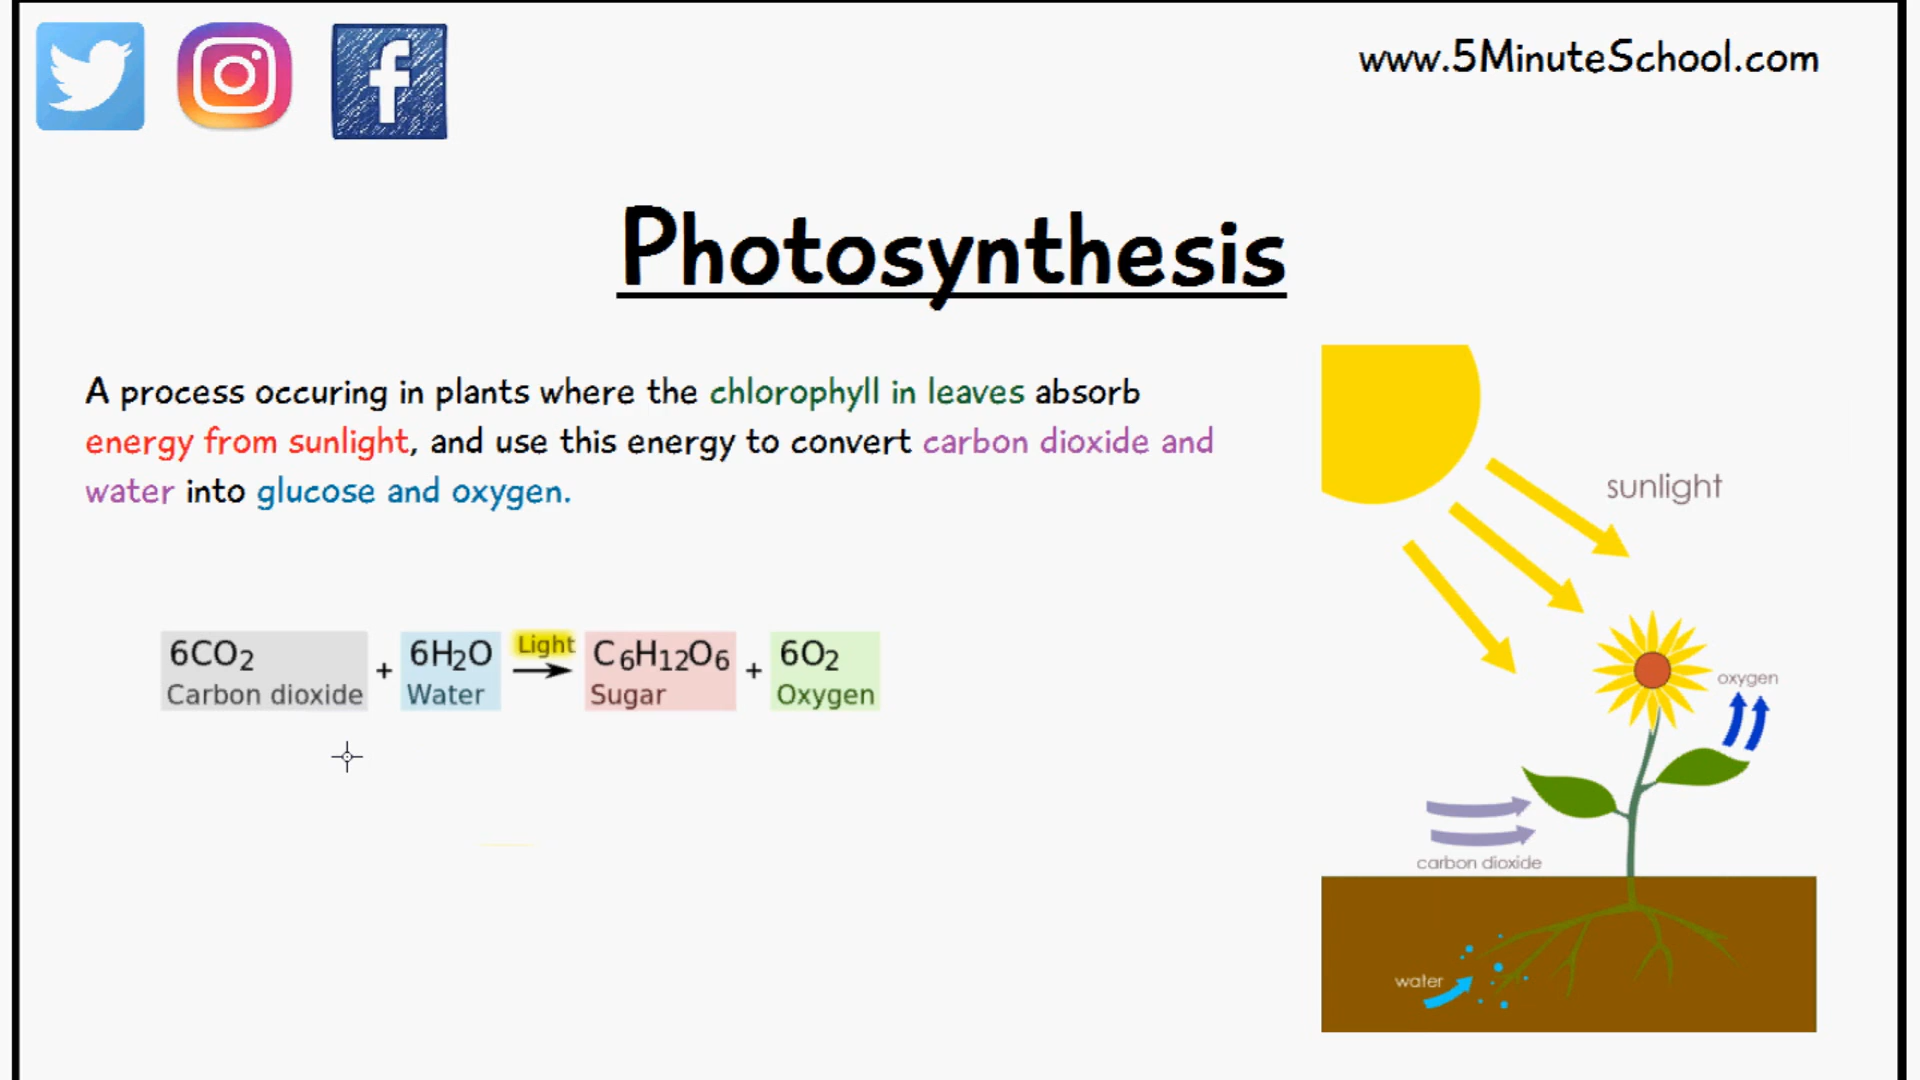 www.5MinuteSchool.com
Photosynthesis
A process occuring in plants where the chlorophyll in leaves absorb
energy from sunlight, and use this energy to convert carbon dioxide and
water into glucose and oxygen.
sunlight
6CO₂ + 6H₂O Light → C₆H₁₂O₆ + 6O₂
Carbon dioxide Water Sugar Oxygen
oxygen
carbon dioxide
water